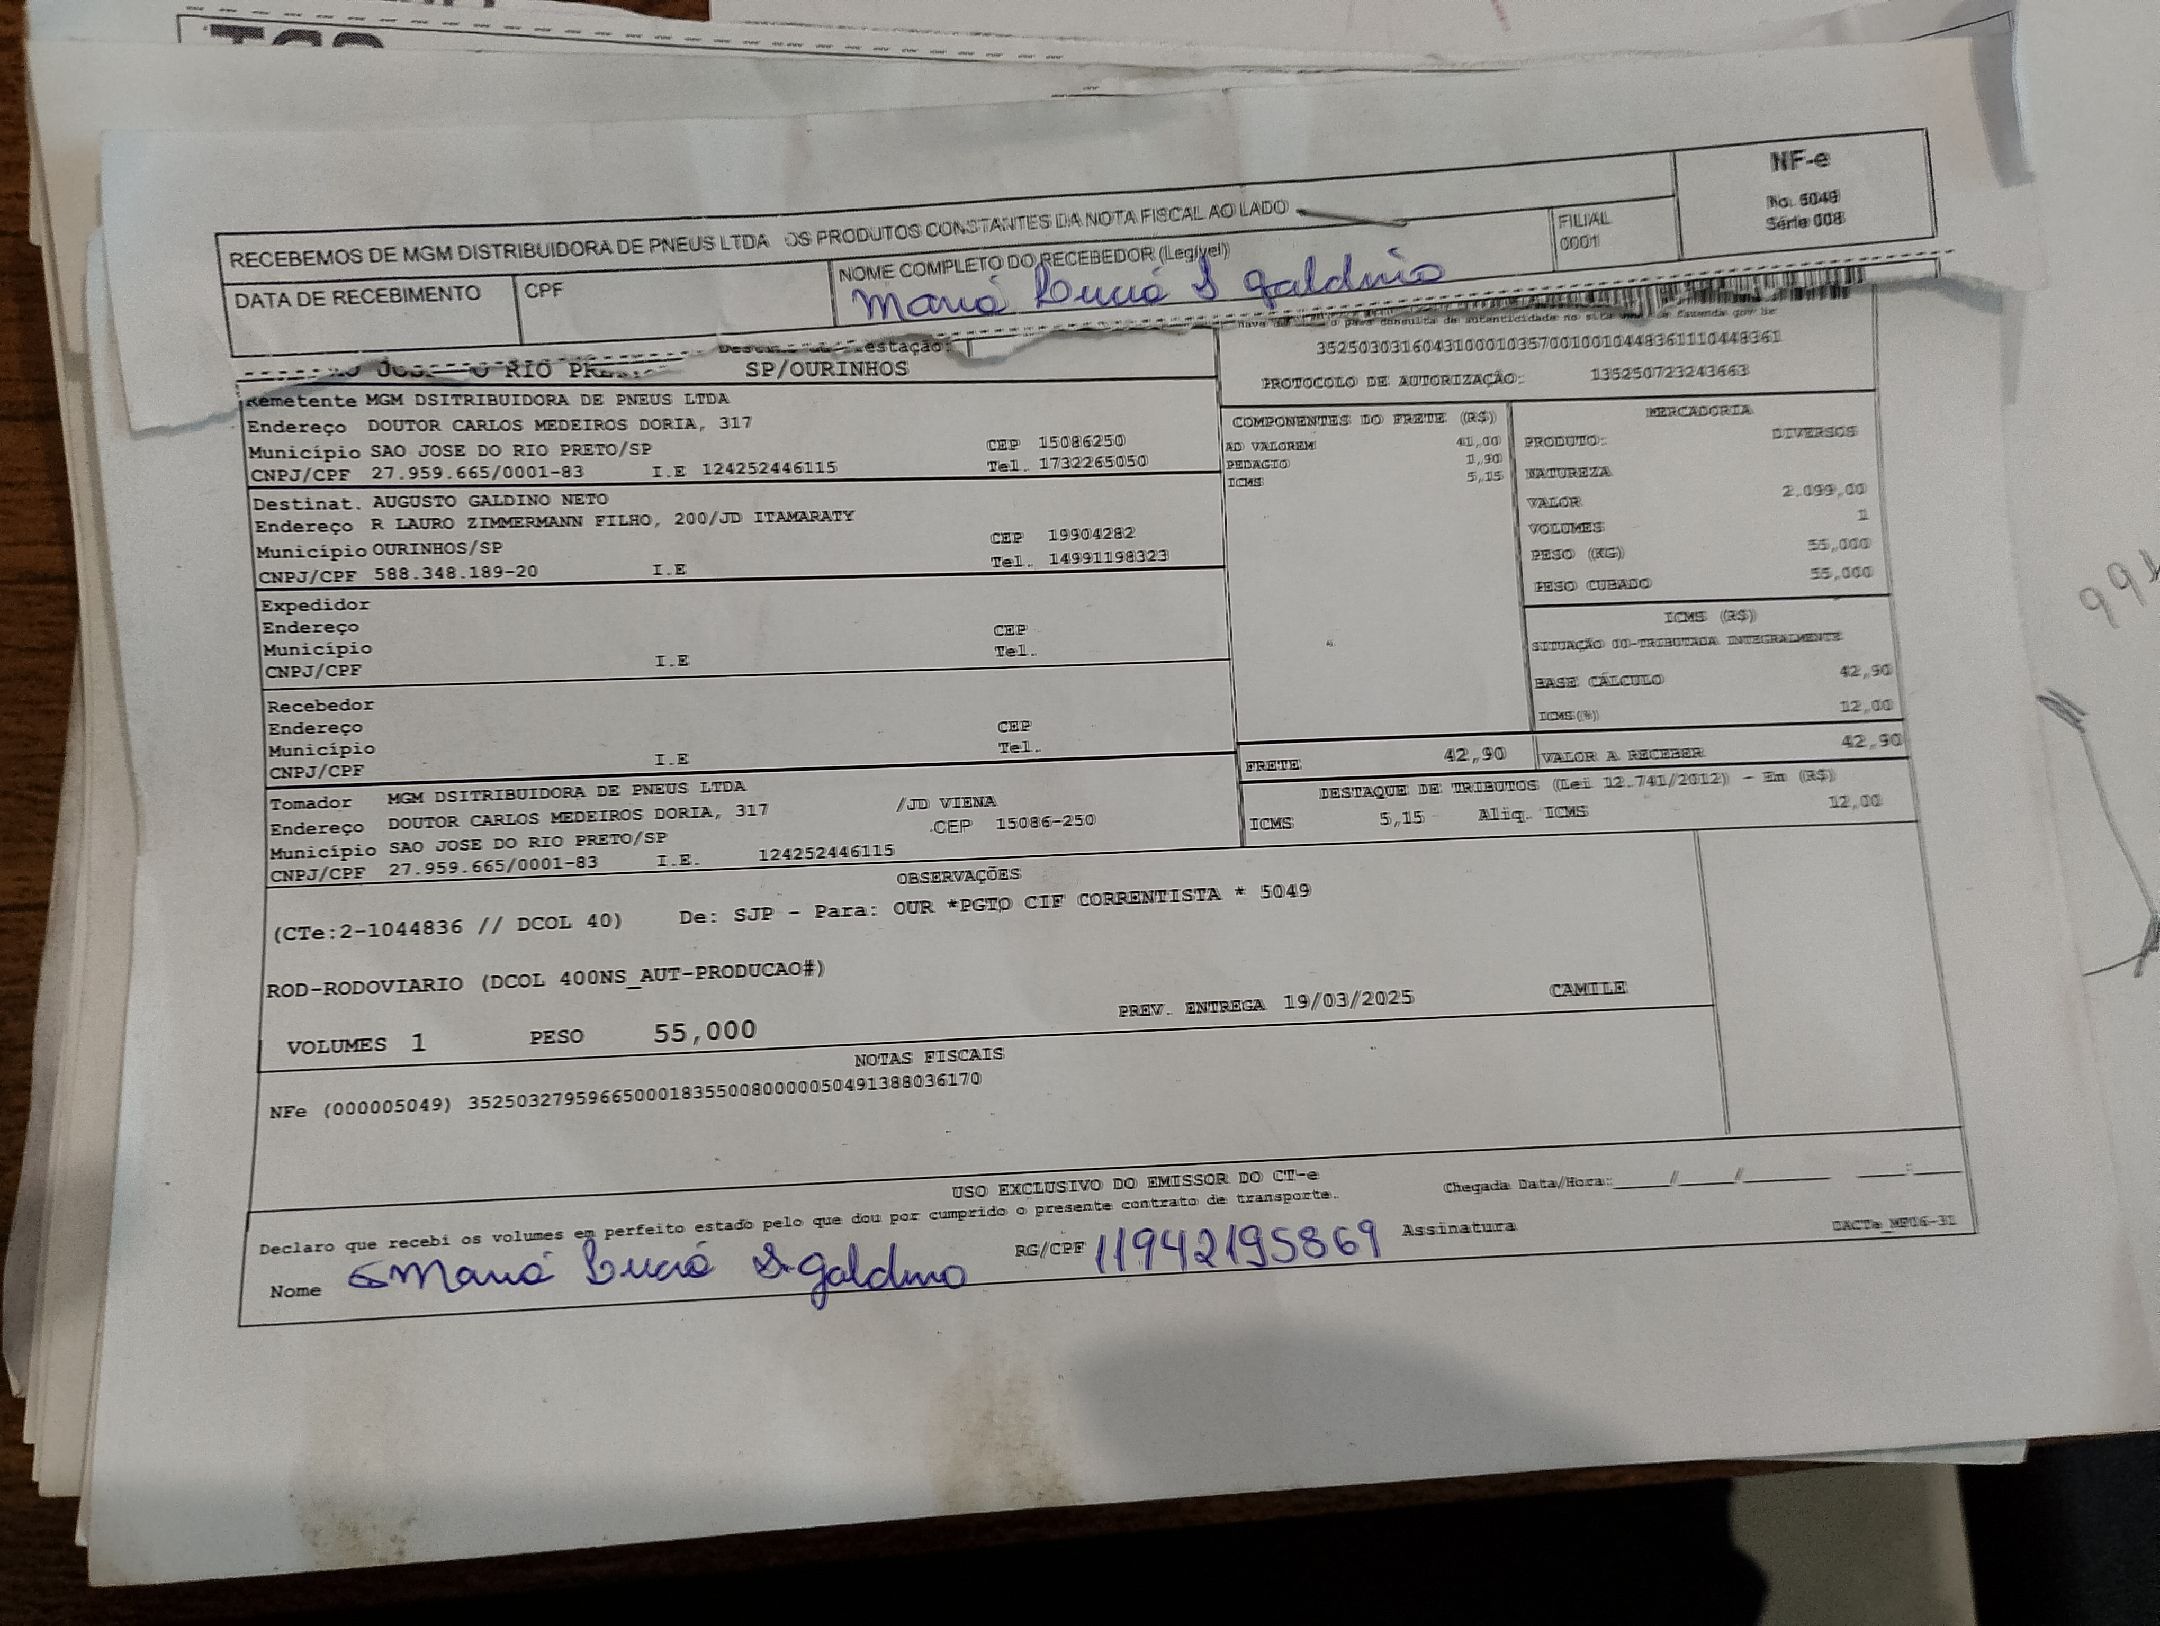 RECEBEMOS DE MGM DISTRIBUIDORA DE PNEUS LTDA OS PRODUTOS CONSTANTES DA NOTA FISCAL AO LADO
NF-e
No. 5049
Série 008
DATA DE RECEBIMENTO
CPF
NOME COMPLETO DO RECEBEDOR (Legível)
Maria Lucia S Galdino
FILIAL
0001
SP/OURINHOS
35250303160431000103570010010448361110448361
PROTOCOLO DE AUTORIZAÇÃO: 135250723243663
Remetente MGM DSITRIBUIDORA DE PNEUS LTDA
Endereço DOUTOR CARLOS MEDEIROS DORIA, 317
Município SAO JOSE DO RIO PRETO/SP CEP 15086250
CNPJ/CPF 27.959.665/0001-83 I.E 124252446115 Tel. 1732265050
Destinat. AUGUSTO GALDINO NETO
Endereço R LAURO ZIMMERMANN FILHO, 200/JD ITAMARATY
Município OURINHOS/SP CEP 19904282
CNPJ/CPF 588.348.189-20 I.E Tel. 14991198323
Expedidor
Endereço
Município CEP
CNPJ/CPF I.E Tel.
Recebedor
Endereço
Município CEP
CNPJ/CPF I.E Tel.
Tomador MGM DSITRIBUIDORA DE PNEUS LTDA
Endereço DOUTOR CARLOS MEDEIROS DORIA, 317 /JD VIENA
Município SAO JOSE DO RIO PRETO/SP CEP 15086-250
CNPJ/CPF 27.959.665/0001-83 I.E. 124252446115
COMPONENTES DO FRETE (R$)
AD VALOREM 41,00
PEDAGIO 1,90
ICMS 5,15
MERCADORIA
PRODUTO: DIVERSOS
NATUREZA
VALOR 2.099,00
VOLUMES 1
PESO (KG) 55,000
PESO CUBADO 55,000
ICMS (R$)
SITUAÇÃO 00-TRIBUTADA INTEGRALMENTE
BASE CÁLCULO 42,90
ICMS(%) 12,00
FRETE 42,90 VALOR A RECEBER 42,90
DESTAQUE DE TRIBUTOS (Lei 12.741/2012) - Em (R$)
ICMS 5,15 Aliq. ICMS 12,00
OBSERVAÇÕES
(CTe:2-1044836 // DCOL 40) De: SJP - Para: OUR *PGTO CIF CORRENTISTA * 5049
ROD-RODOVIARIO (DCOL 400NS_AUT-PRODUCAO#)
VOLUMES 1 PESO 55,000 PREV. ENTREGA 19/03/2025 CAMILE
NOTAS FISCAIS
NFe (000005049) 35250327959665000183550080000050491388036170
USO EXCLUSIVO DO EMISSOR DO CT-e
Declaro que recebi os volumes em perfeito estado pelo que dou por cumprido o presente contrato de transporte. Chegada Data/Hora:_____/_____/_______ ____:____
Nome Maria Lucia S. Galdino RG/CPF 11942195869 Assinatura DACTe_MP06-31